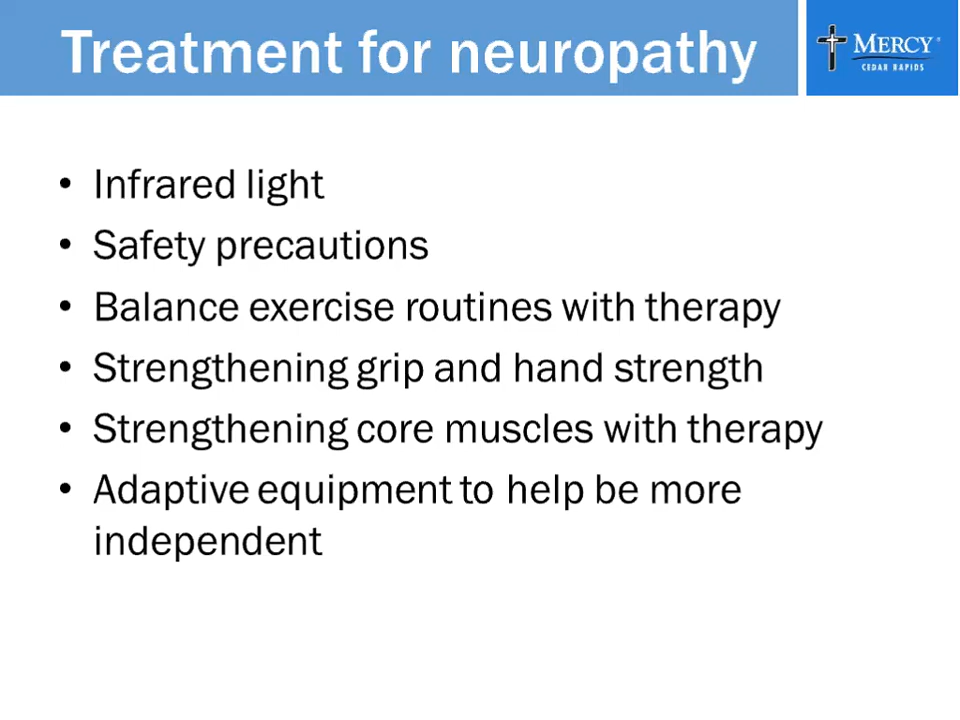 Treatment for neuropathy
MERCY®
CEDAR RAPIDS
• Infrared light
• Safety precautions
• Balance exercise routines with therapy
• Strengthening grip and hand strength
• Strengthening core muscles with therapy
• Adaptive equipment to help be more
independent